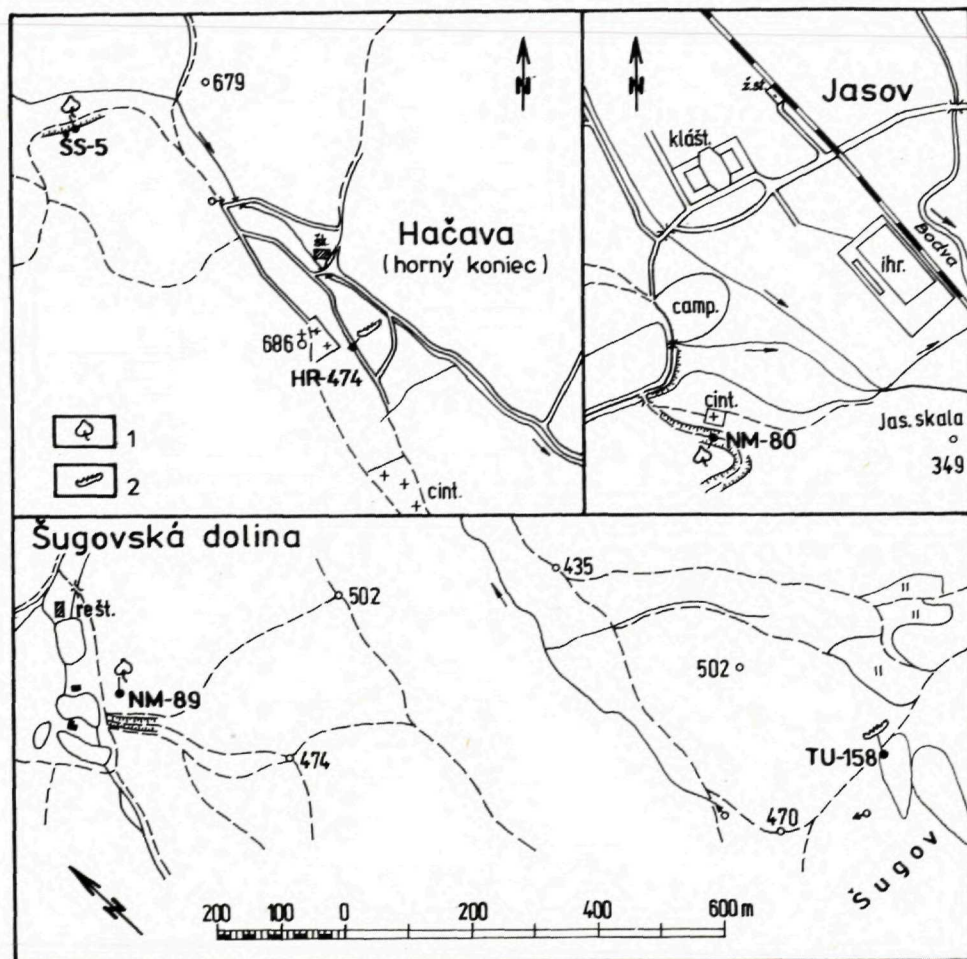 679
ŠS-5
N
Hačava
(horný koniec)
šk.
686
HR-474
1
2
cint.
N
Jasov
ž.st.
klášt.
Bodva
ihr.
camp.
cint.
NM-80
Jas. skala
349
Šugovská dolina
rešt.
502
435
502
NM-89
474
TU-158
470
Šugov
N
200 100 0 200 400 600 m